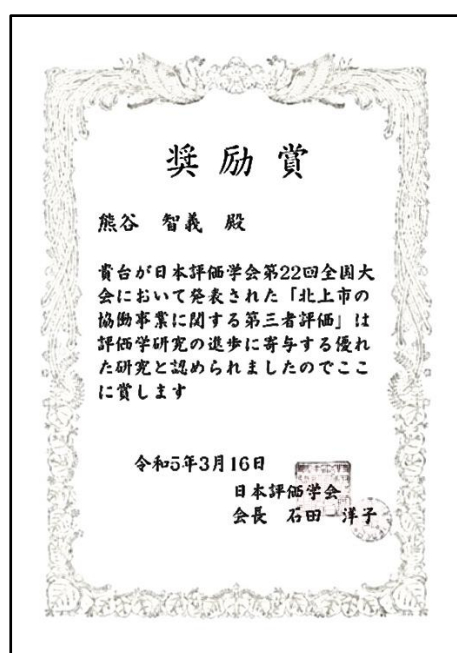 奨励賞
熊谷 智義 殿
貴台が日本評価学会第22回全国大
会において発表された「北上市の
協働事業に関する第三者評価」は
評価学研究の進歩に寄与する優れ
た研究と認められましたのでここ
に賞します
令和5年3月16日
日本評価学会
会長 石田 洋子